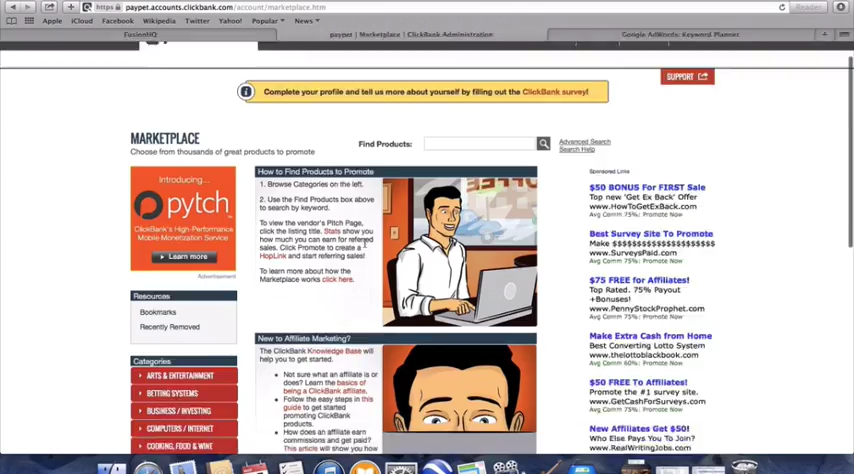 https paypet.accounts.clickbank.com/account/marketplace.htm
Reader
Apple iCloud Facebook Wikipedia Twitter Yahoo! Popular News
FusionHQ
paypet | Marketplace | ClickBank Administration
Google AdWords: Keyword Planner
SUPPORT
Complete your profile and tell us more about yourself by filling out the ClickBank survey!
MARKETPLACE
Choose from thousands of great products to promote
Find Products:
Advanced Search
Search Help
Introducing...
pytch
ClickBank's High-Performance
Mobile Monetization Service
Learn more
Advertisement
Resources
Bookmarks
Recently Removed
Categories
ARTS & ENTERTAINMENT
BETTING SYSTEMS
BUSINESS / INVESTING
COMPUTERS / INTERNET
COOKING, FOOD & WINE
How to Find Products to Promote
1. Browse Categories on the left.
2. Use the Find Products box above
to search by keyword.
To view the vendor's Pitch Page,
click the listing title. Stats show you
how much you can earn for referred
sales. Click Promote to create a
HopLink and start referring sales!
To learn more about how the
Marketplace works click here.
New to Affiliate Marketing?
The ClickBank Knowledge Base will
help you to get started.
Not sure what an affiliate is
or does? Learn the basics of
being a ClickBank affiliate.
Follow the easy steps in this
guide to get started
promoting ClickBank
products.
How does an affiliate earn
commissions and get paid?
This article will show you how
Sponsored Links
$50 BONUS For FIRST Sale
Top new 'Get Ex Back' Offer
www.HowToGetExBack.com
Avg Comm 75%: Promote Now
Best Survey Site To Promote
Make $$$$$$$$$$$$$$$$$$$$$
www.SurveysPaid.com
Avg Comm 75%: Promote Now
$75 FREE for Affiliates!
Top Rated. 75% Payout
+Bonuses!
www.PennyStockProphet.com
Avg Comm 75%: Promote Now
Make Extra Cash from Home
Best Converting Lotto System
www.thelottoblackbook.com
Avg Comm 60%: Promote Now
$50 FREE To Affiliates!
Promote the #1 survey site.
www.GetCashForSurveys.com
Avg Comm 75%: Promote Now
New Affiliates Get $50!
Who Else Pays You To Join?
www.RealWritingJobs.com